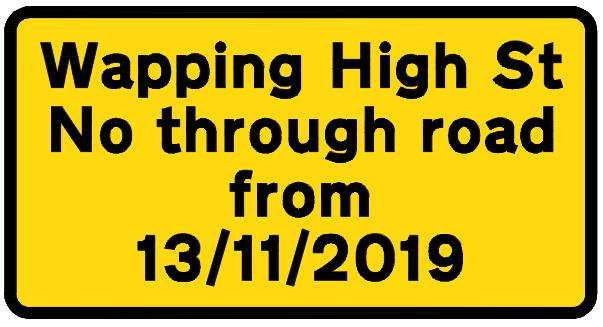 Wapping High St
No through road
from
13/11/2019